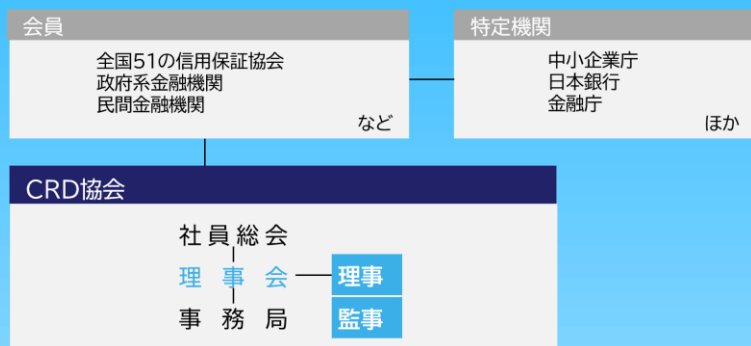 会員
全国51の信用保証協会
政府系金融機関
民間金融機関
など
特定機関
中小企業庁
日本銀行
金融庁
ほか
CRD協会
社員総会
理事会
理事
事務局
監事